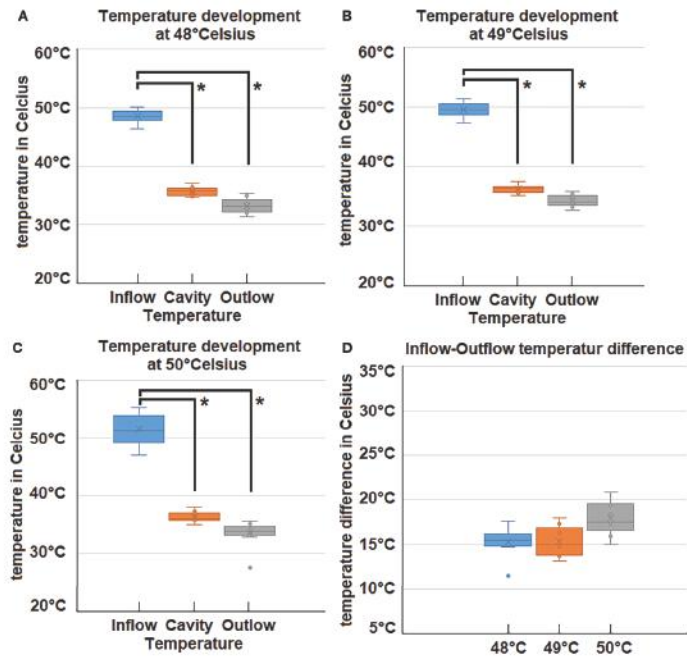 A
Temperature development
at 48°Celsius
temperature in Celcius
60°C
50°C
40°C
30°C
20°C
*
*
Inflow Cavity Outlow
Temperature
B
Temperature development
at 49°Celsius
temperature in Celcius
60°C
50°C
40°C
30°C
20°C
*
*
Inflow Cavity Outlow
Temperature
C
Temperature development
at 50°Celsius
temperature in Celcius
60°C
50°C
40°C
30°C
20°C
*
*
Inflow Cavity Outlow
Temperature
D
Inflow-Outflow temperatur difference
temperature difference in Celsius
35°C
30°C
25°C
20°C
15°C
10°C
5°C
48°C 49°C 50°C